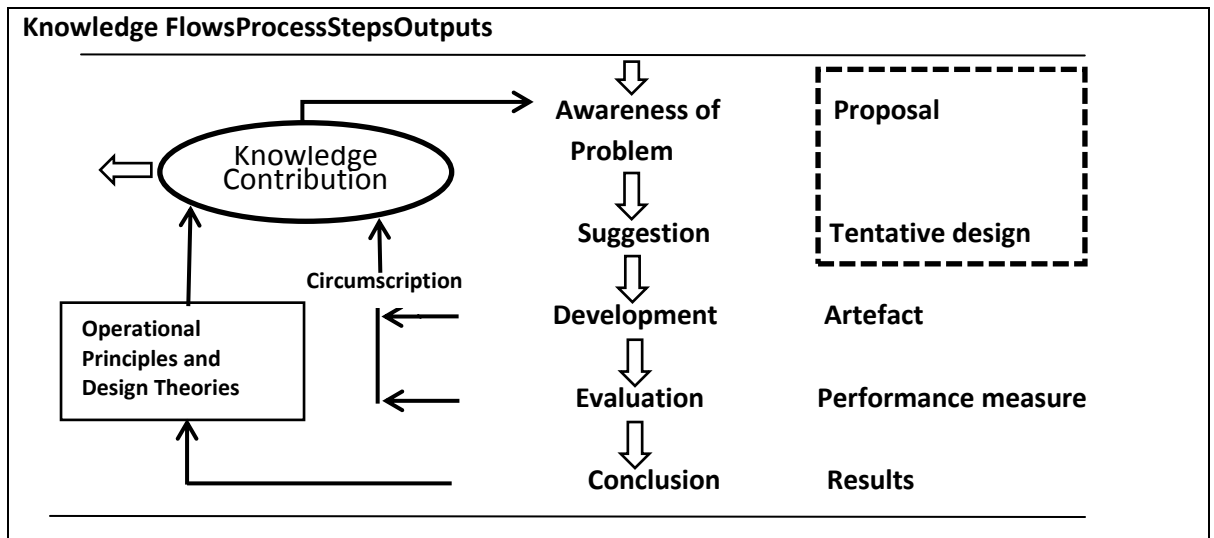 Knowledge FlowsProcessStepsOutputs
Awareness of
Problem
Proposal
Knowledge
Contribution
Suggestion
Tentative design
Circumscription
Development
Artefact
Operational
Principles and
Design Theories
Evaluation
Performance measure
Conclusion
Results